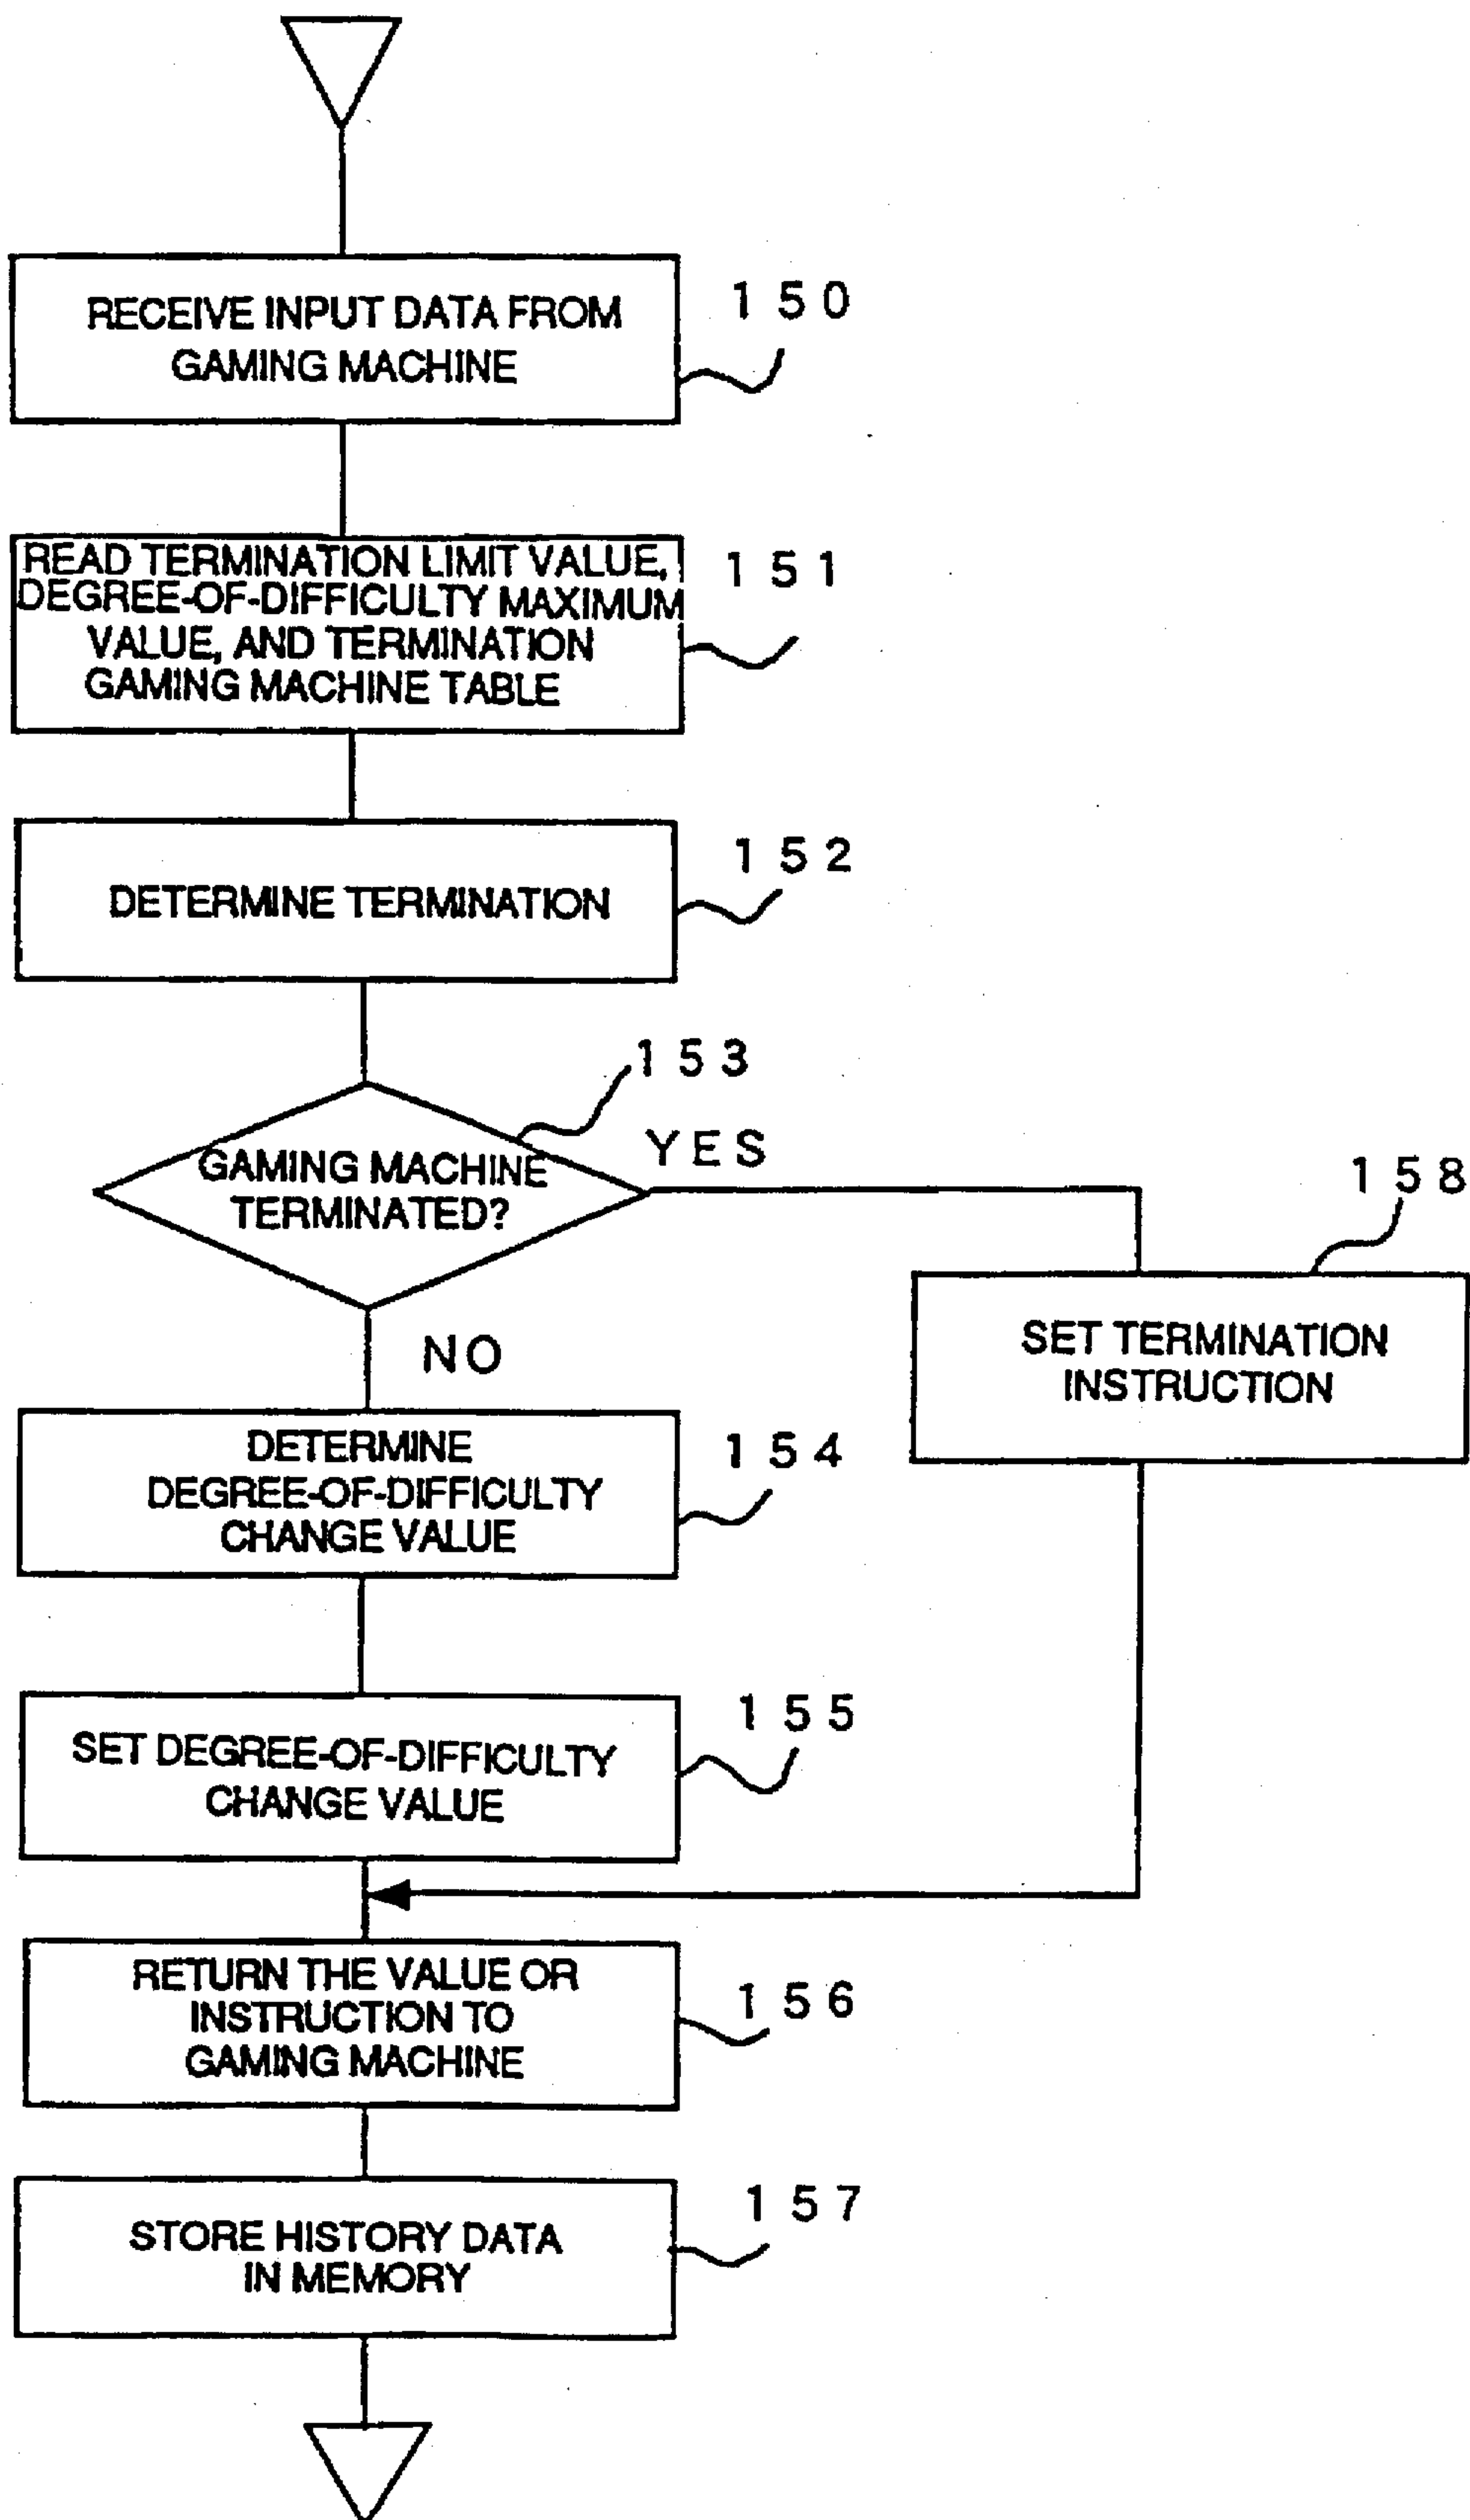 RECEIVE INPUT DATA FROM
GAMING MACHINE
150
READ TERMINATION LIMIT VALUE,
DEGREE-OF-DIFFICULTY MAXIMUM
VALUE, AND TERMINATION
GAMING MACHINE TABLE
151
DETERMINE TERMINATION
152
153
GAMING MACHINE
TERMINATED?
YES
NO
158
SET TERMINATION
INSTRUCTION
DETERMINE
DEGREE-OF-DIFFICULTY
CHANGE VALUE
154
SET DEGREE-OF-DIFFICULTY
CHANGE VALUE
155
RETURN THE VALUE OR
INSTRUCTION TO
GAMING MACHINE
156
STORE HISTORY DATA
IN MEMORY
157